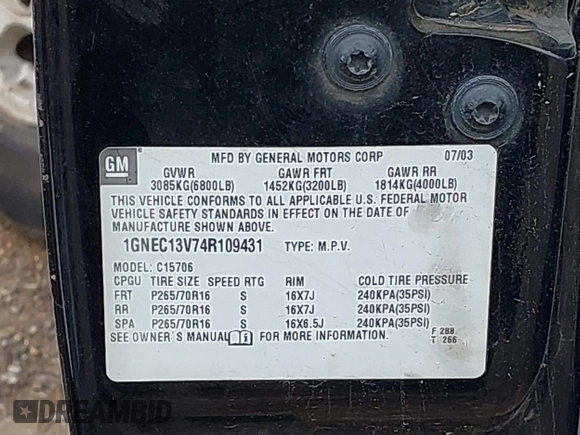 GM
MFD BY GENERAL MOTORS CORP 07/03
GVWR GAWR FRT GAWR RR
3085KG(6800LB) 1452KG(3200LB) 1814KG(4000LB)
THIS VEHICLE CONFORMS TO ALL APPLICABLE U.S. FEDERAL MOTOR
VEHICLE SAFETY STANDARDS IN EFFECT ON THE DATE OF
MANUFACTURE SHOWN ABOVE.
1GNEC13V74R109431 TYPE: M.P.V.
MODEL: C15706
CPGU TIRE SIZE SPEED RTG RIM COLD TIRE PRESSURE
FRT P265/70R16 S 16X7J 240KPA(35PSI)
RR P265/70R16 S 16X7J 240KPA(35PSI)
SPA P265/70R16 S 16X6.5J 240KPA(35PSI)
SEE OWNER´S MANUAL FOR MORE INFORMATION.
F 288
T 266
DREAMBID